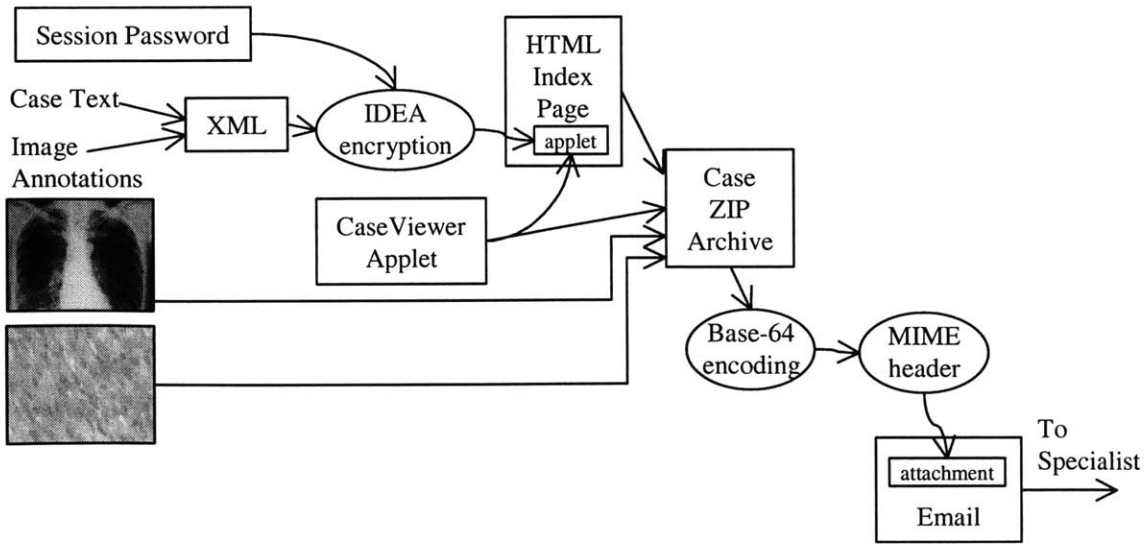 Session Password
Case Text
Image
Annotations
XML
IDEA
encryption
HTML
Index
Page
applet
CaseViewer
Applet
Case
ZIP
Archive
Base-64
encoding
MIME
header
attachment
Email
To
Specialist